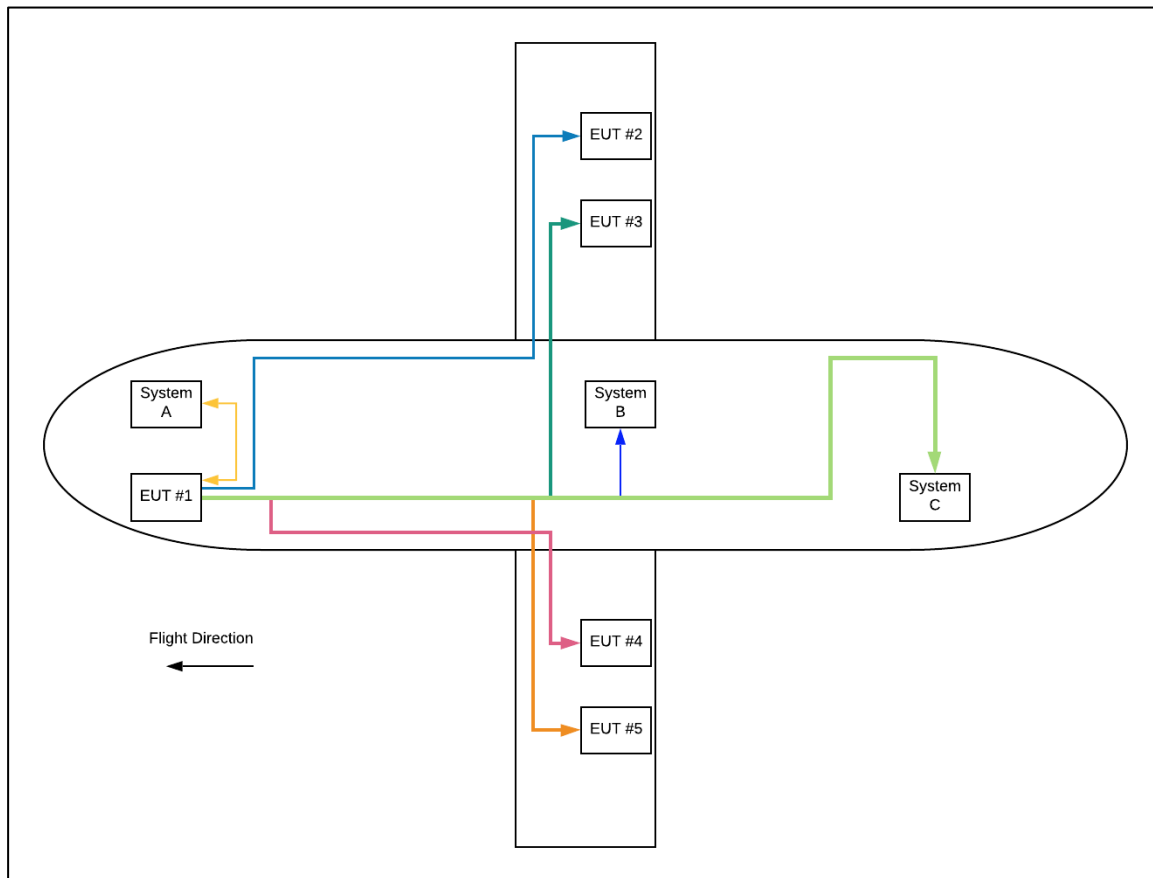 EUT #2
EUT #3
System
A
System
B
EUT #1
System
C
EUT #4
Flight Direction
EUT #5